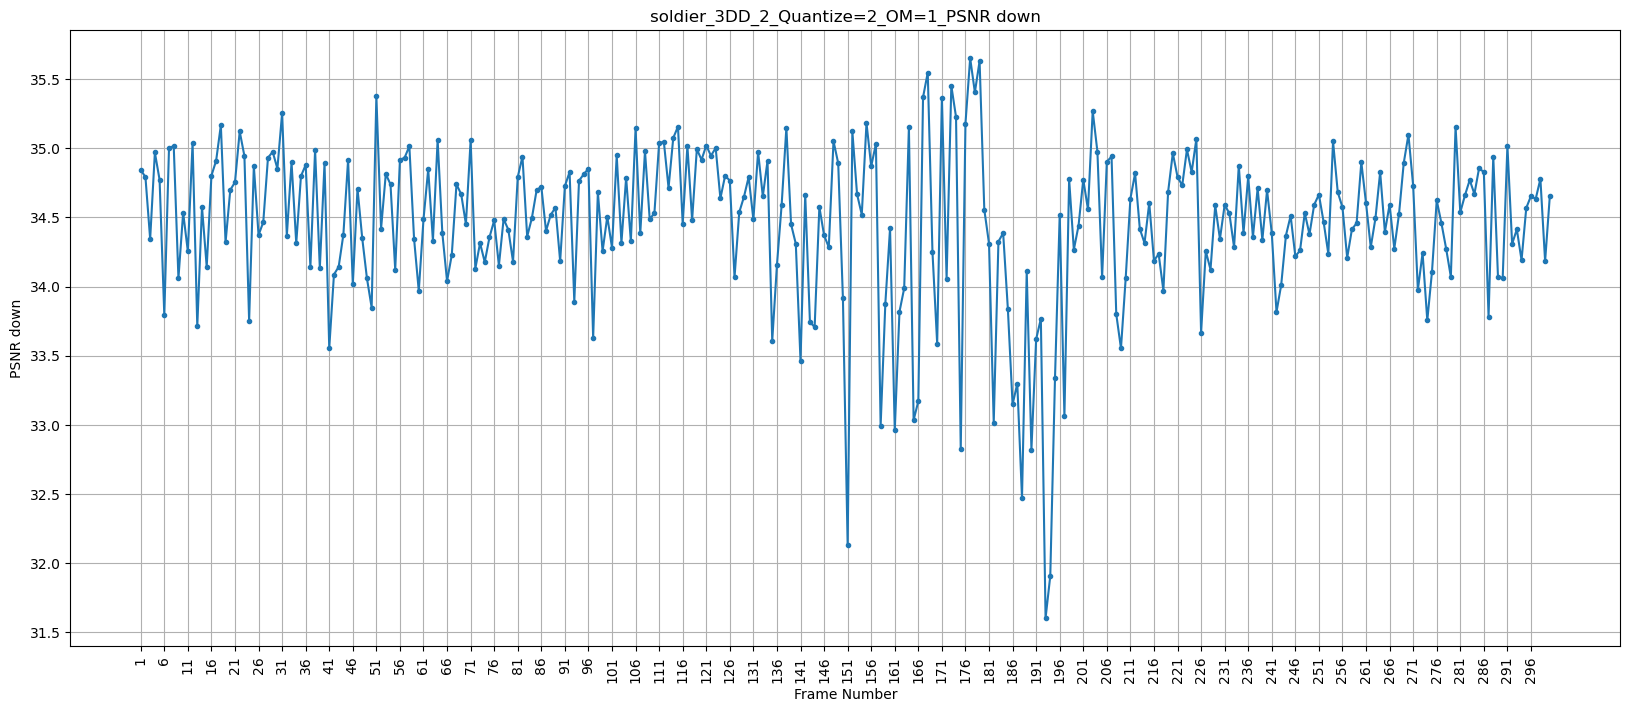 soldier_3DD_2_Quantize=2_OM=1_PSNR down
PSNR down
35.5
35.0
34.5
34.0
33.5
33.0
32.5
32.0
31.5
1 6 11 16 21 26 31 36 41 46 51 56 61 66 71 76 81 86 91 96 101 106 111 116 121 126 131 136 141 146 151 156 161 166 171 176 181 186 191 196 201 206 211 216 221 226 231 236 241 246 251 256 261 266 271 276 281 286 291 296
Frame Number